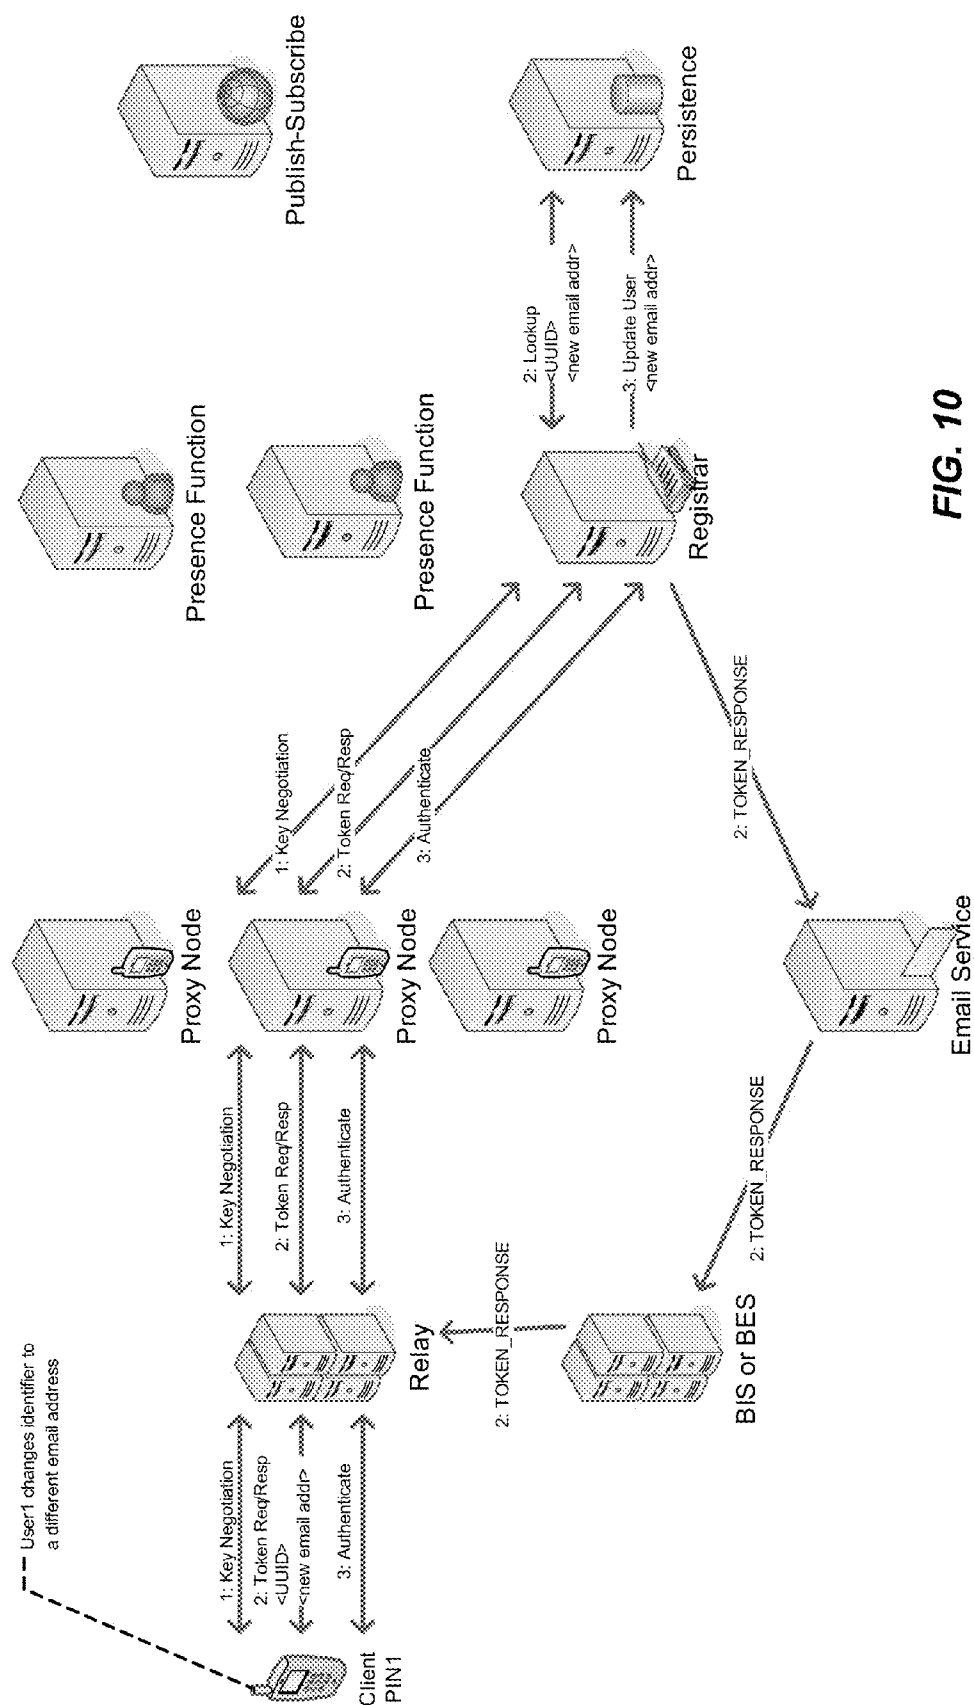 User1 changes identifier to
a different email address
1: Key Negotiation
2: Token Req/Resp
<UUID>
<new email addr>
3: Authenticate
Client
PIN1
Relay
1: Key Negotiation
2: Token Req/Resp
3: Authenticate
2: TOKEN_RESPONSE
BIS or BES
2: TOKEN_RESPONSE
Proxy Node
Proxy Node
Proxy Node
Email Service
1: Key Negotiation
2: Token Req/Resp
3: Authenticate
2: TOKEN_RESPONSE
Presence Function
Presence Function
Registrar
2: Lookup
<UUID>
<new email addr>
3: Update User
<new email addr>
Publish-Subscribe
Persistence
FIG. 10